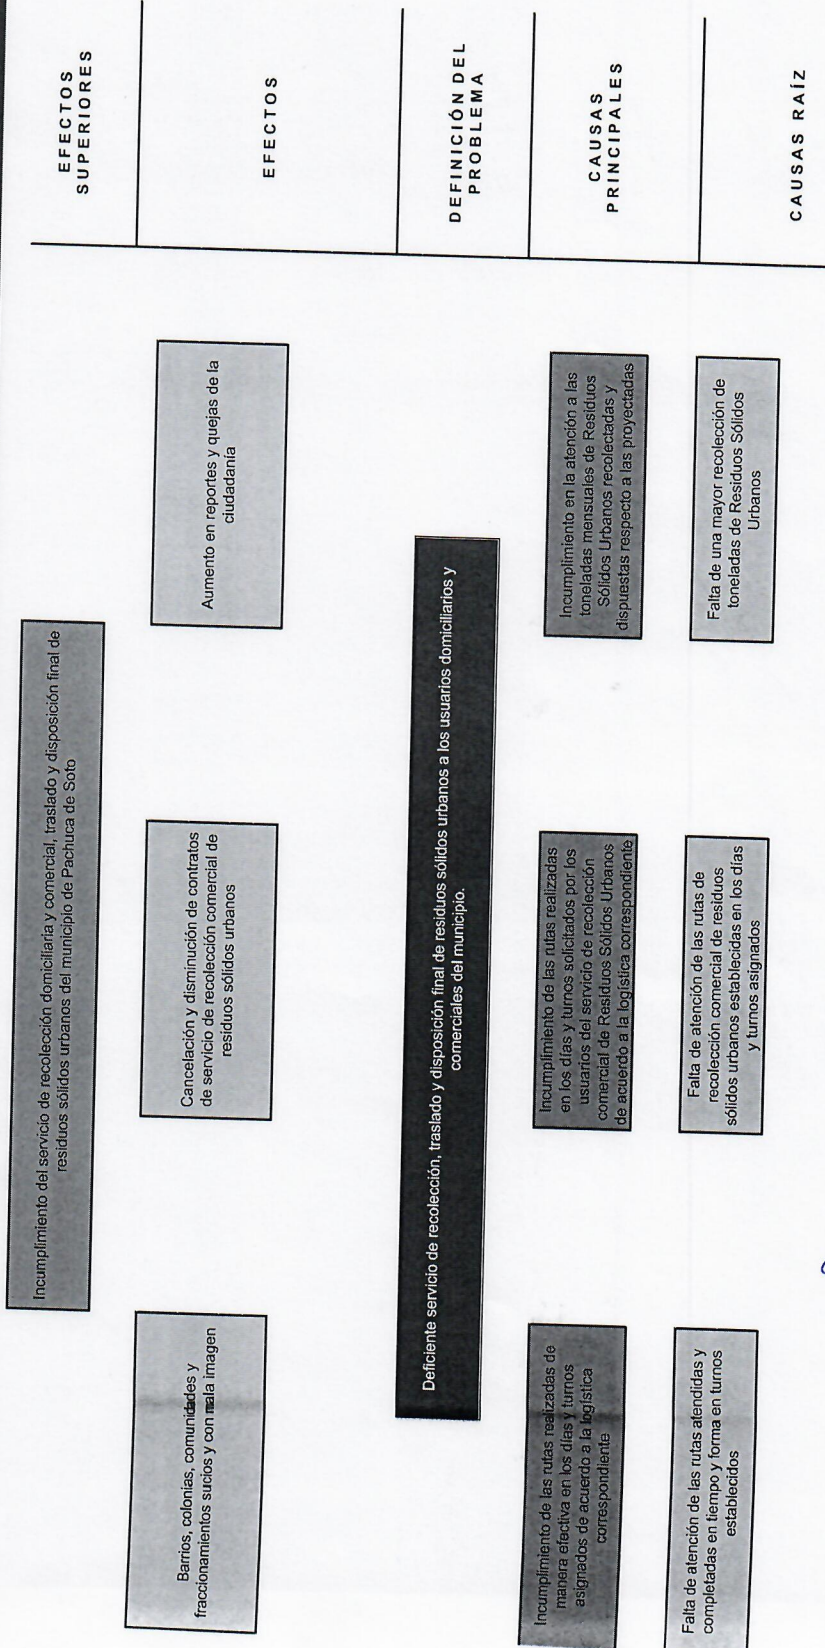 Incumplimiento del servicio de recolección domiciliaria y comercial, traslado y disposición final de
residuos sólidos urbanos del municipio de Pachuca de Soto
EFECTOS
SUPERIORES
Barrios, colonias, comunidades y
fraccionamientos sucios y con mala imagen
Cancelación y disminución de contratos
de servicio de recolección comercial de
residuos sólidos urbanos
Aumento en reportes y quejas de la
ciudadanía
EFECTOS
Deficiente servicio de recolección, traslado y disposición final de residuos sólidos urbanos a los usuarios domiciliarios y
comerciales del municipio.
DEFINICIÓN DEL
PROBLEMA
Incumplimiento de las rutas realizadas de
manera efectiva en los días y turnos
asignados de acuerdo a la logística
correspondiente
Incumplimiento de las rutas realizadas
en los días y turnos solicitados por los
usuarios del servicio de recolección
comercial de Residuos Sólidos Urbanos
de acuerdo a la logística correspondiente
Incumplimiento en la atención a las
toneladas mensuales de Residuos
Sólidos Urbanos recolectadas y
dispuestas respecto a las proyectadas
CAUSAS
PRINCIPALES
Falta de atención de las rutas atendidas y
completadas en tiempo y forma en turnos
establecidos
Falta de atención de las rutas de
recolección comercial de residuos
sólidos urbanos establecidas en los días
y turnos asignados
Falta de una mayor recolección de
toneladas de Residuos Sólidos
Urbanos
CAUSAS RAÍZ